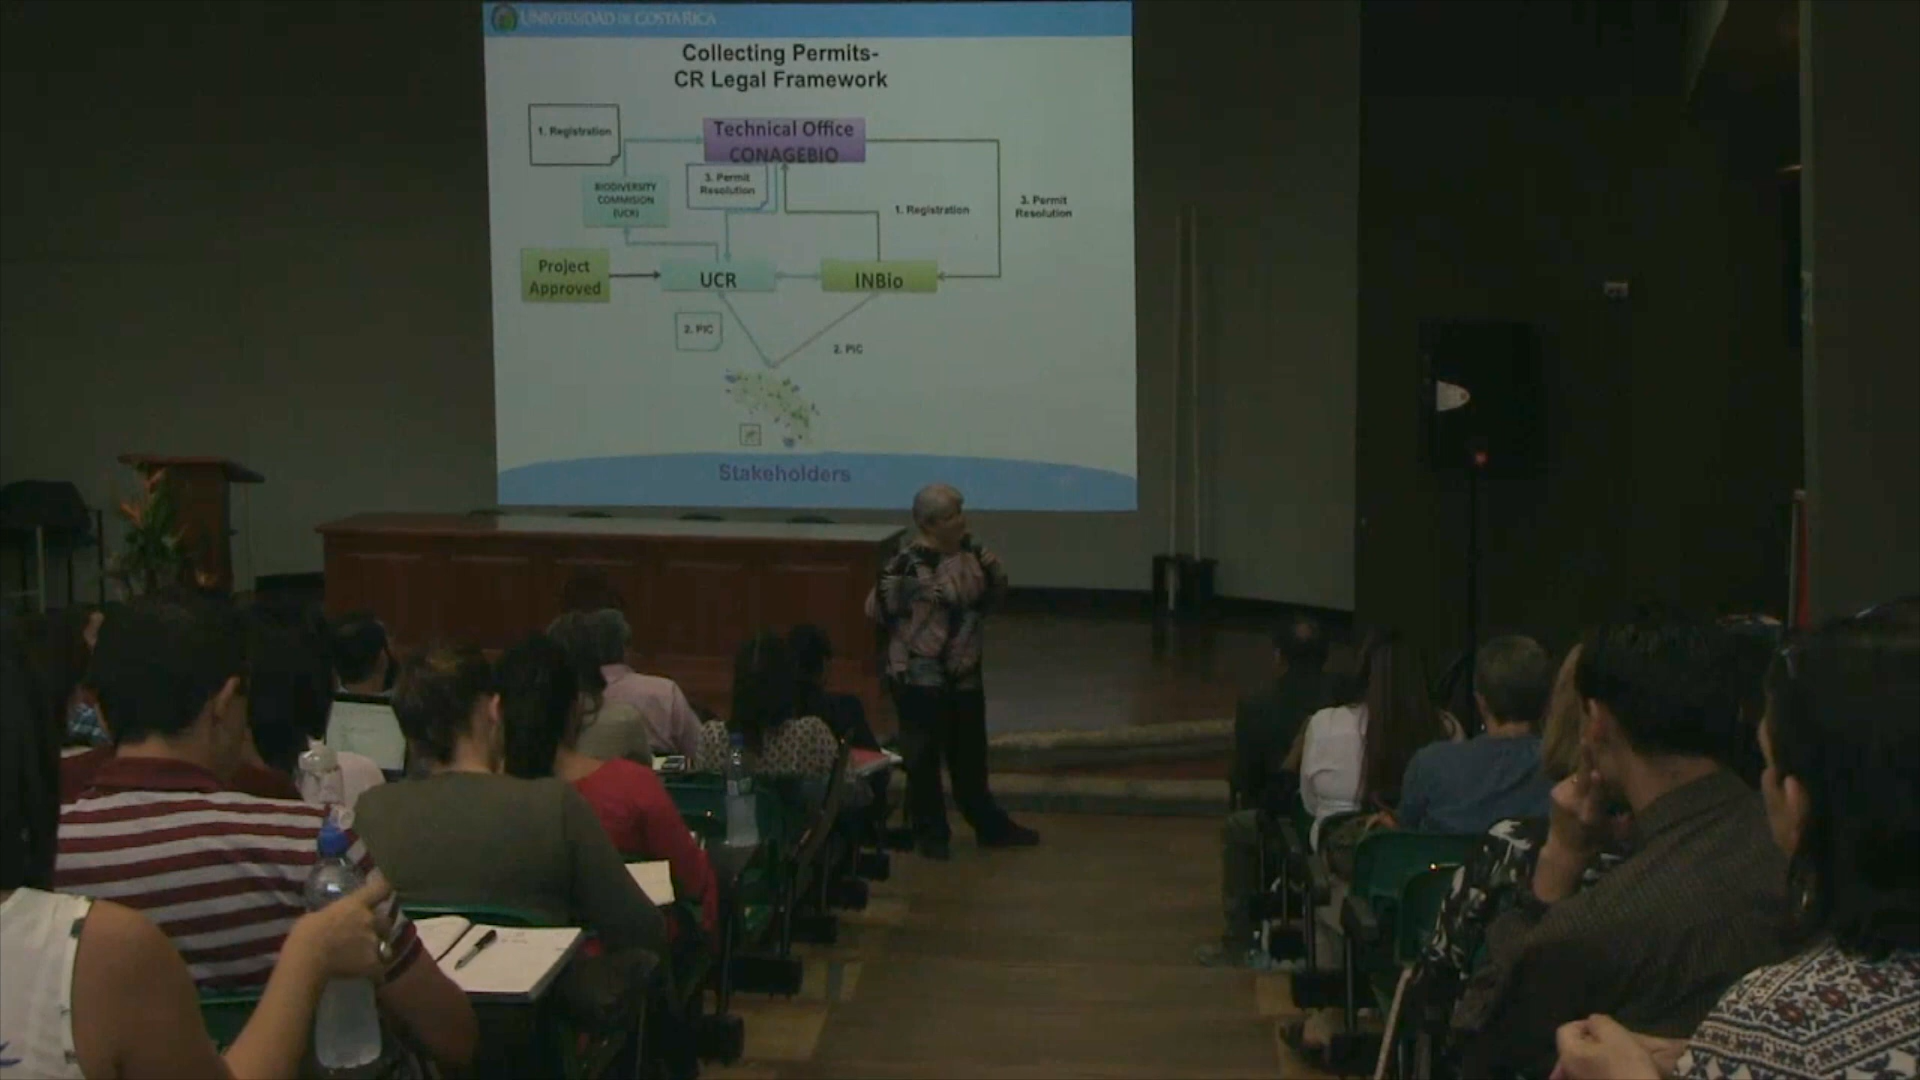 UNIVERSIDAD DE COSTA RICA
Collecting Permits-
CR Legal Framework
1. Registration
Technical Office
CONAGEBIO
3. Permit
Resolution
BIODIVERSITY
COMMISION
(UCR)
1. Registration
3. Permit
Resolution
Project
Approved
UCR
INBio
2. PIC
2. PIC
Stakeholders